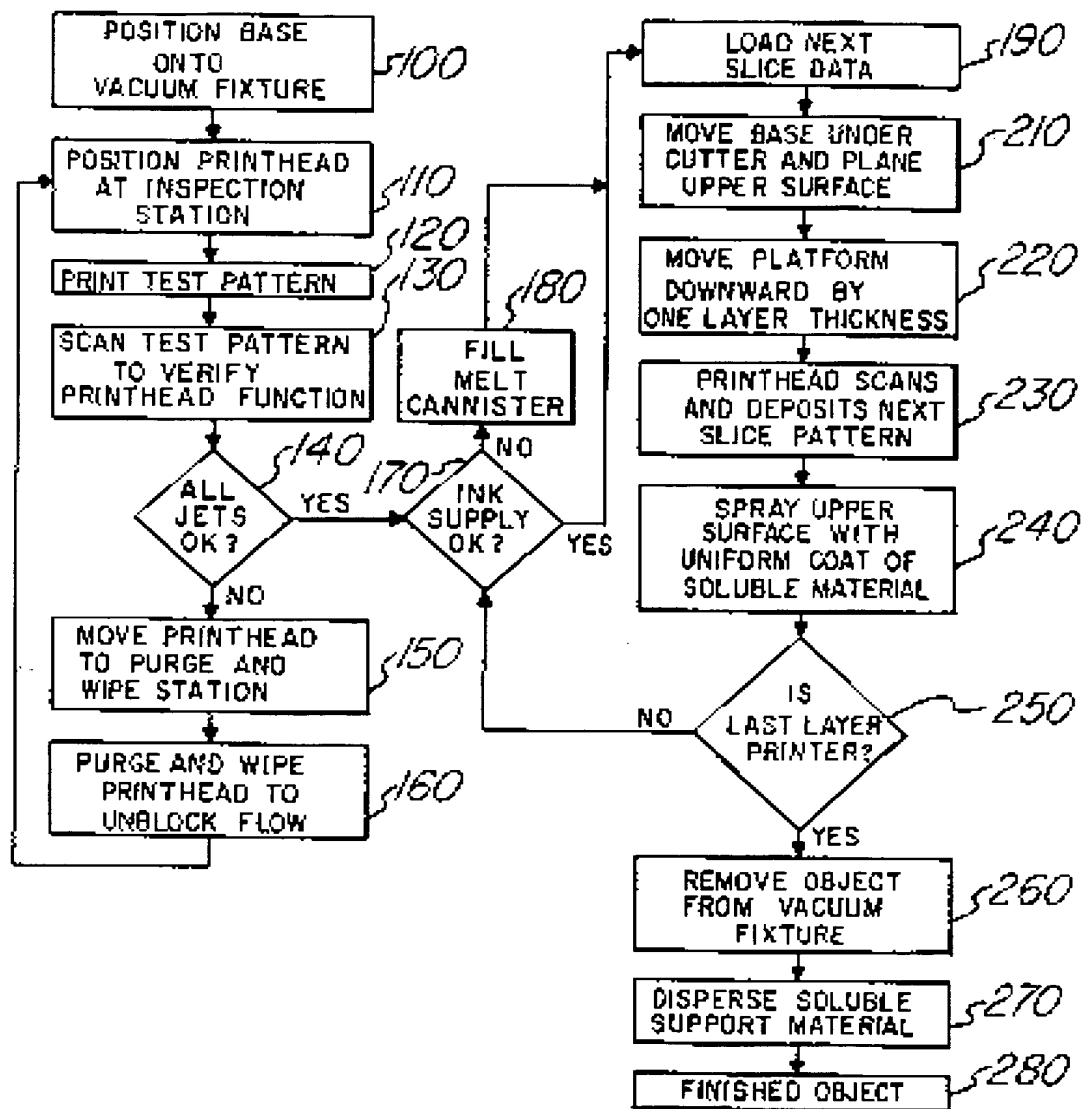 POSITION BASE
ONTO
VACUUM FIXTURE
100
POSITION PRINTHEAD
AT INSPECTION
STATION
110
120
PRINT TEST PATTERN
130
SCAN TEST PATTERN
TO VERIFY
PRINTHEAD FUNCTION
140
ALL
JETS
OK?
YES
NO
MOVE PRINTHEAD
TO PURGE AND
WIPE STATION
150
PURGE AND WIPE
PRINTHEAD TO
UNBLOCK FLOW
160
180
FILL
MELT
CANNISTER
170
NO
INK
SUPPLY
OK?
YES
LOAD NEXT
SLICE DATA
190
MOVE BASE UNDER
CUTTER AND PLANE
UPPER SURFACE
210
MOVE PLATFORM
DOWNWARD BY
ONE LAYER THICKNESS
220
PRINTHEAD SCANS
AND DEPOSITS NEXT
SLICE PATTERN
230
SPRAY UPPER
SURFACE WITH
UNIFORM COAT OF
SOLUBLE MATERIAL
240
IS
LAST LAYER
PRINTER?
250
NO
YES
REMOVE OBJECT
FROM VACUUM
FIXTURE
260
DISPERSE SOLUBLE
SUPPORT MATERIAL
270
FINISHED OBJECT
280